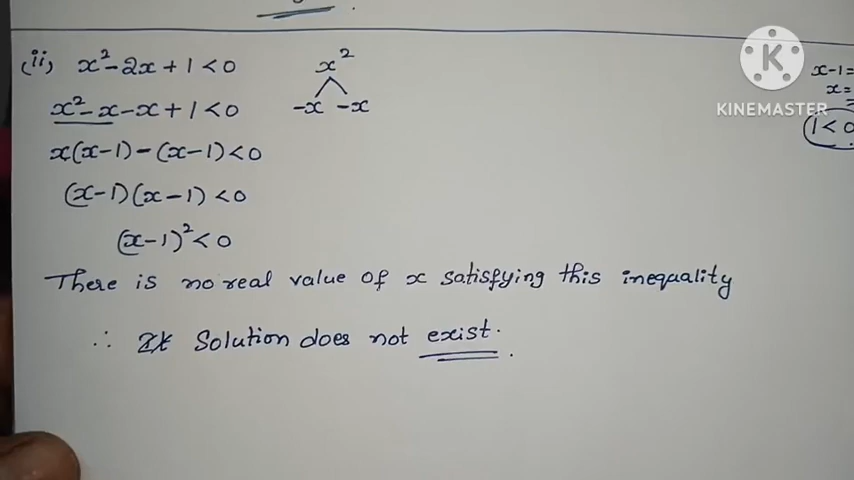 (ii) x²-2x+1<0
x²
-x -x
x²-x-x+1<0
x(x-1)-(x-1)<0
(x-1)(x-1)<0
(x-1)²<0
There is no real value of x satisfying this inequality
∴ Solution does not exist.
K
KINEMASTER
x-1=
x=
1<0